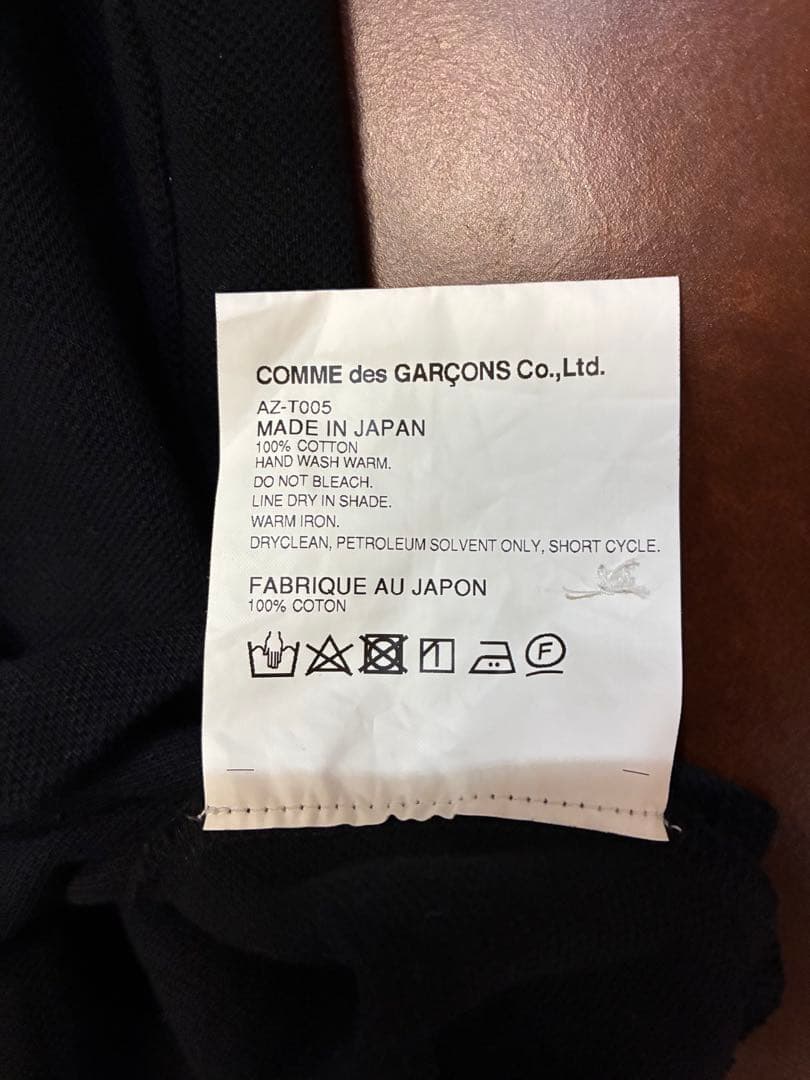 COMME des GARÇONS Co.,Ltd.
AZ-T005
MADE IN JAPAN
100% COTTON
HAND WASH WARM.
DO NOT BLEACH.
LINE DRY IN SHADE.
WARM IRON.
DRYCLEAN, PETROLEUM SOLVENT ONLY, SHORT CYCLE.
FABRIQUE AU JAPON
100% COTON
F